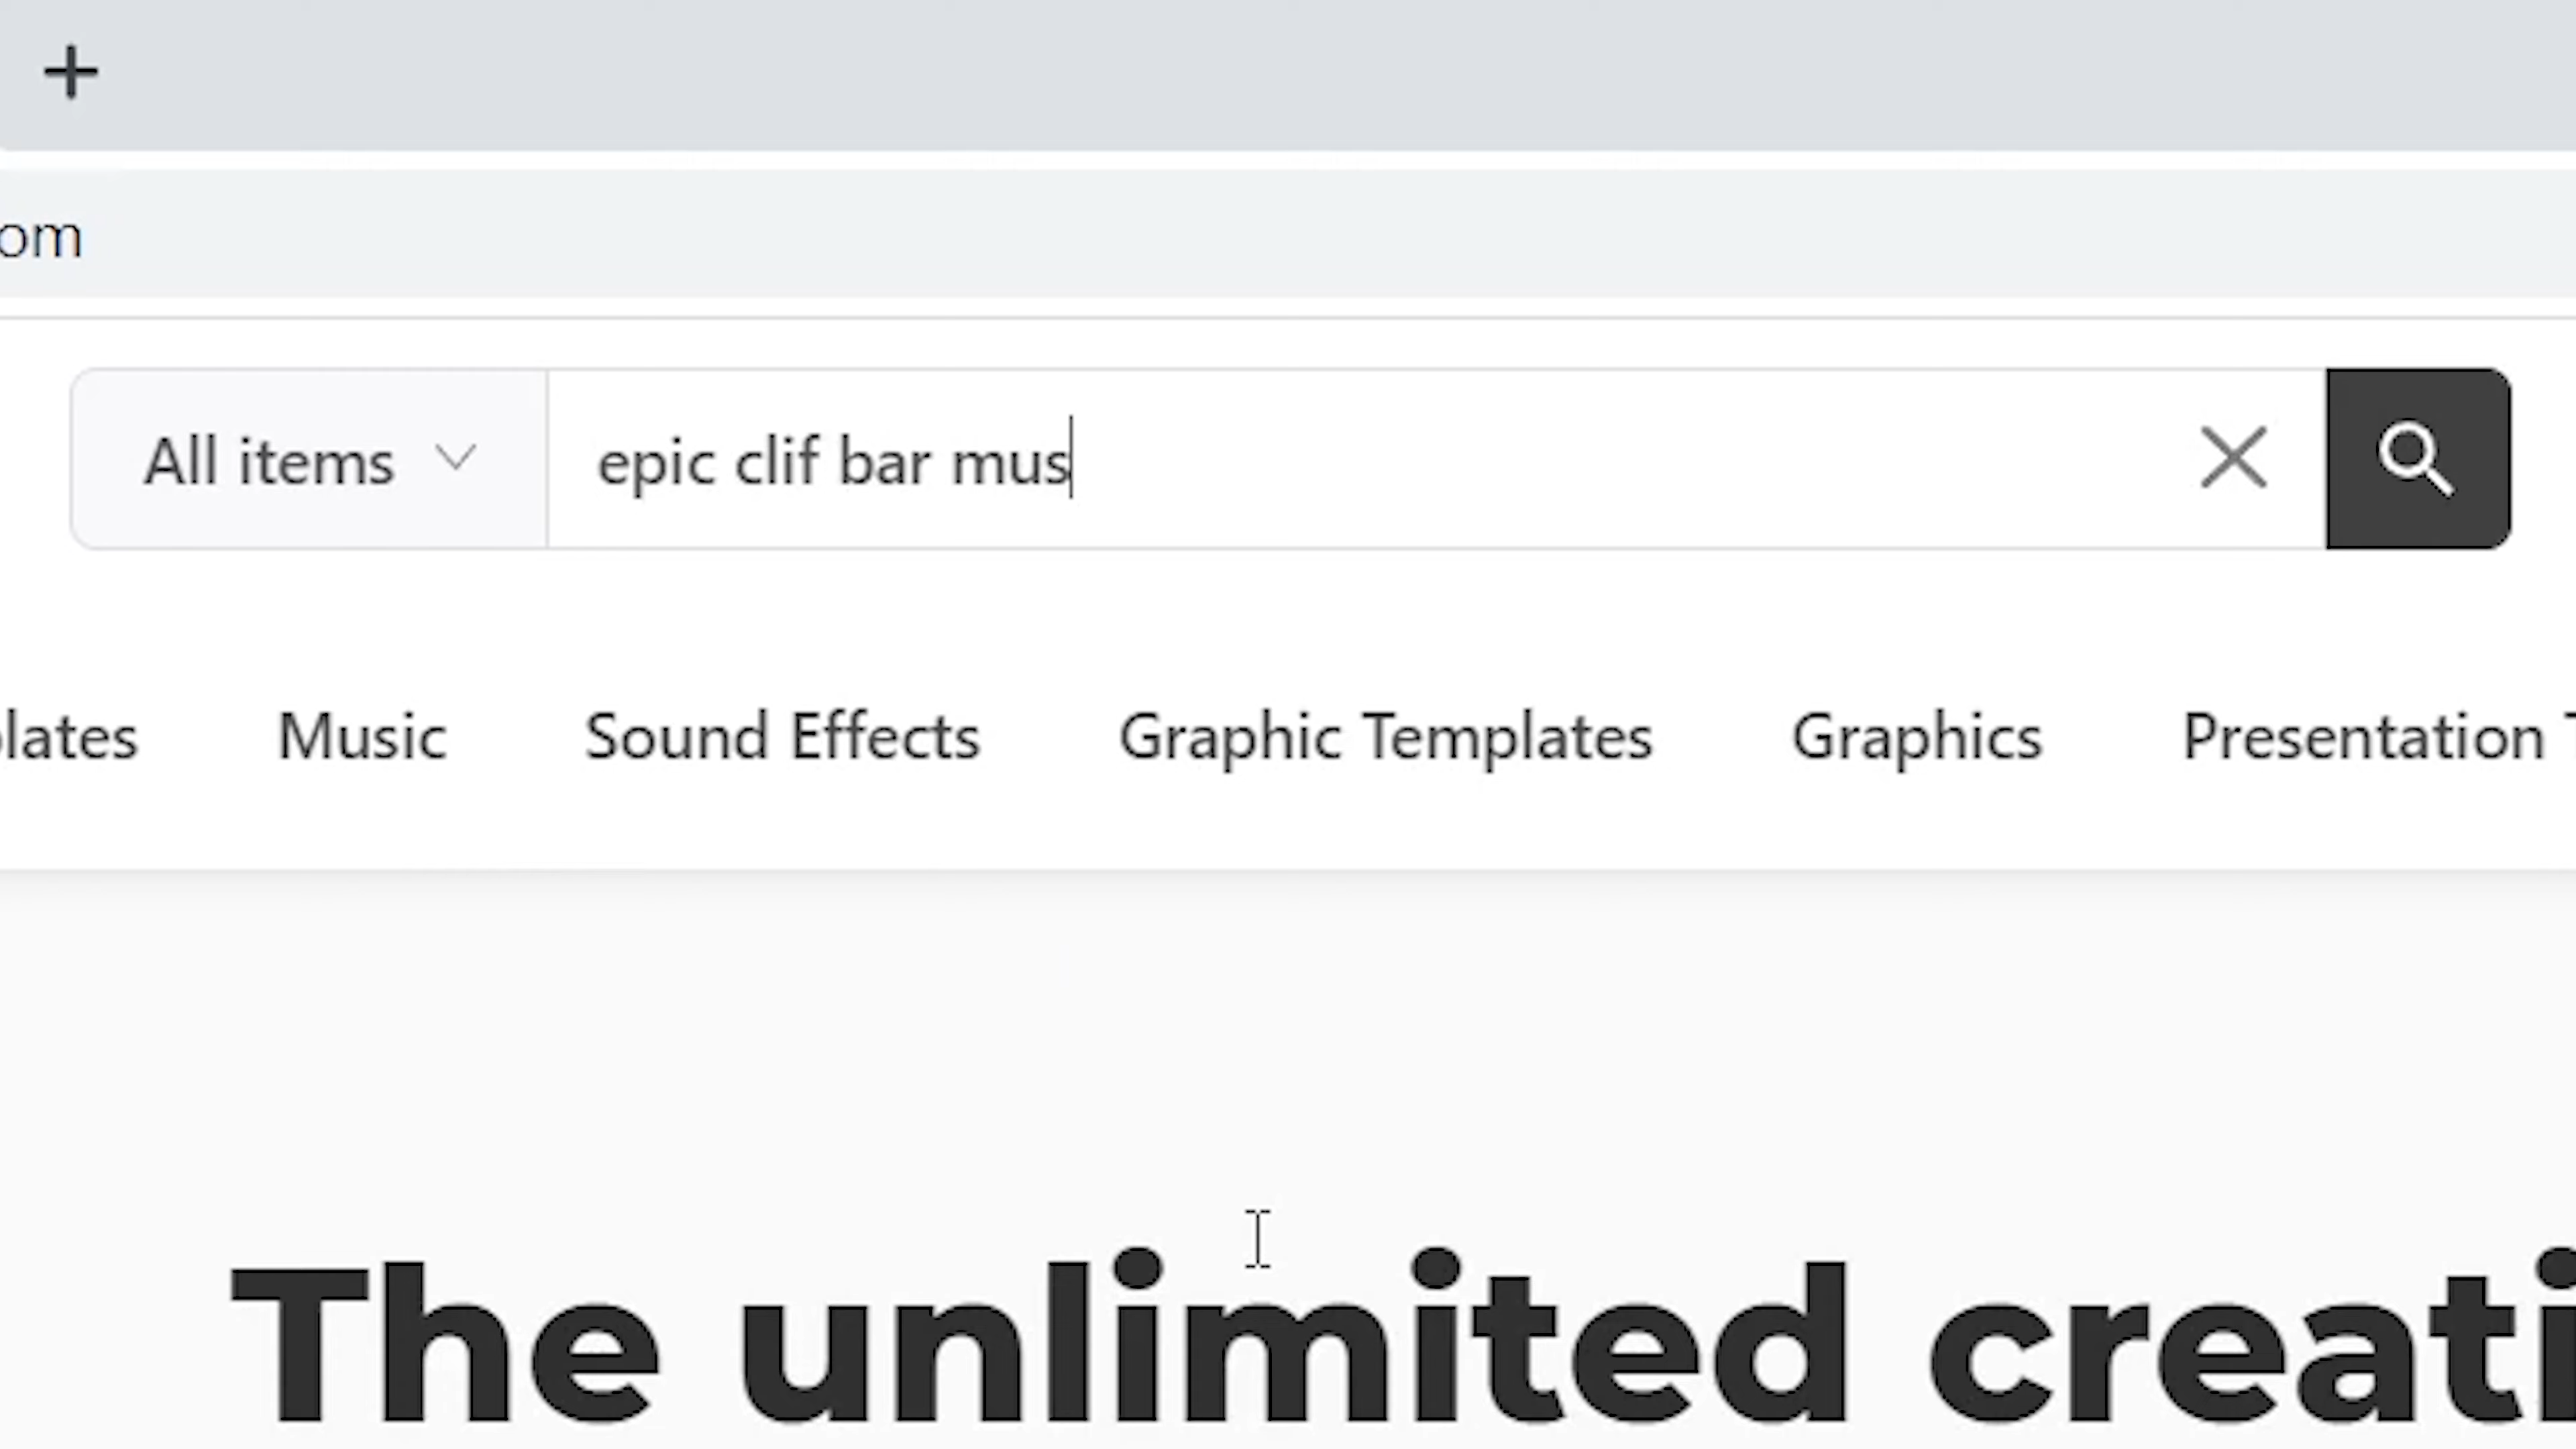 om
All items
epic clif bar mus
lates
Music
Sound Effects
Graphic Templates
Graphics
Presentation T
The unlimited creati